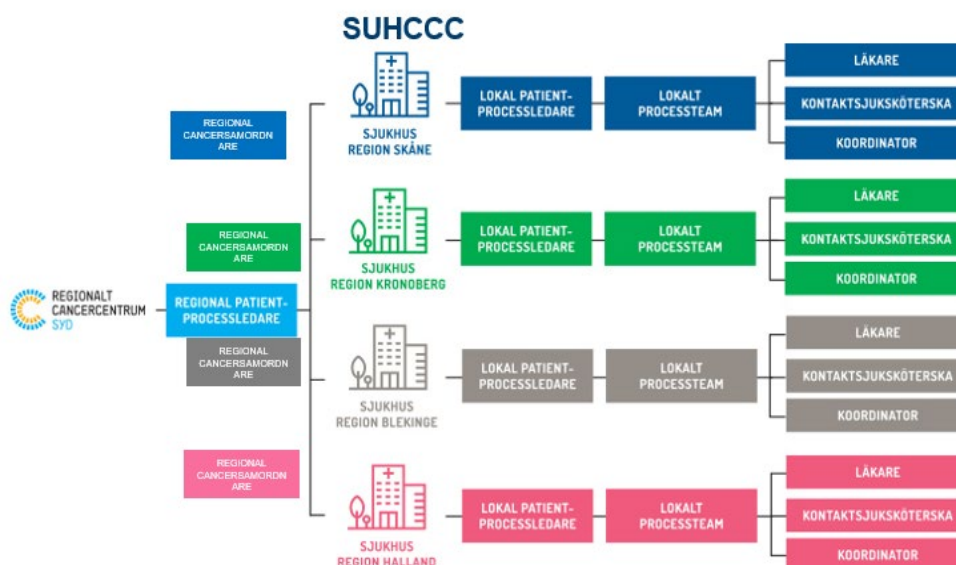 SUHCCC
REGIONAL
CANCERSAMORDN
ARE
SJUKHUS
REGION SKÅNE
LOKAL PATIENT-
PROCESSLEDARE
LOKALT
PROCESSTEAM
LÄKARE
KONTAKTSJUKSKÖTERSKA
KOORDINATOR
REGIONAL
CANCERSAMORDN
ARE
SJUKHUS
REGION KRONOBERG
LOKAL PATIENT-
PROCESSLEDARE
LOKALT
PROCESSTEAM
LÄKARE
KONTAKTSJUKSKÖTERSKA
KOORDINATOR
REGIONALT
CANCERCENTRUM
SYD
REGIONAL PATIENT-
PROCESSLEDARE
REGIONAL
CANCERSAMORDN
ARE
SJUKHUS
REGION BLEKINGE
LOKAL PATIENT-
PROCESSLEDARE
LOKALT
PROCESSTEAM
LÄKARE
KONTAKTSJUKSKÖTERSKA
KOORDINATOR
REGIONAL
CANCERSAMORDN
ARE
SJUKHUS
REGION HALLAND
LOKAL PATIENT-
PROCESSLEDARE
LOKALT
PROCESSTEAM
LÄKARE
KONTAKTSJUKSKÖTERSKA
KOORDINATOR